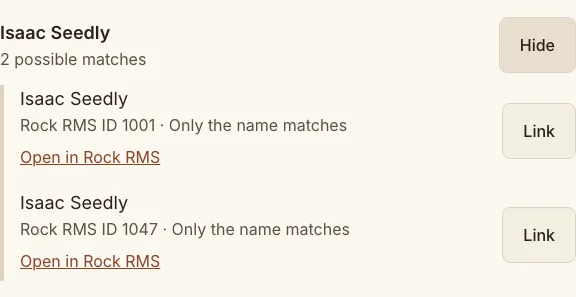 Isaac Seedly
Hide
2 possible matches
Isaac Seedly
Rock RMS ID 1001 · Only the name matches
Link
Open in Rock RMS
Isaac Seedly
Rock RMS ID 1047 · Only the name matches
Link
Open in Rock RMS